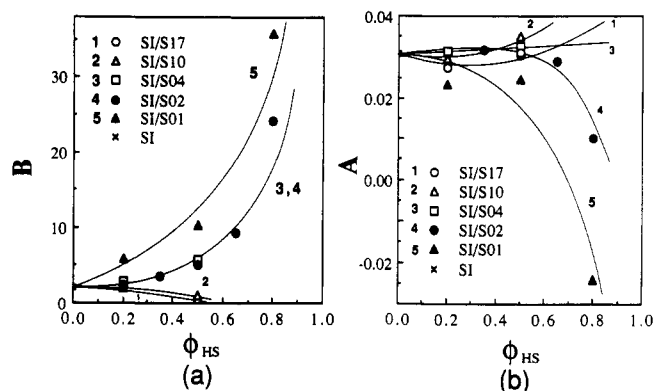 B
30
20
10
0
0.0 0.2 0.4 0.6 0.8 1.0
ϕHS
(a)
1 ○ SI/S17
2 △ SI/S10
3 □ SI/S04
4 ● SI/S02
5 ▲ SI/S01
× SI
5
3,4
2
A
0.04
0.02
0.00
-0.02
0.0 0.2 0.4 0.6 0.8 1.0
ϕHS
(b)
1 ○ SI/S17
2 △ SI/S10
3 □ SI/S04
4 ● SI/S02
5 ▲ SI/S01
× SI
2
1
3
4
5